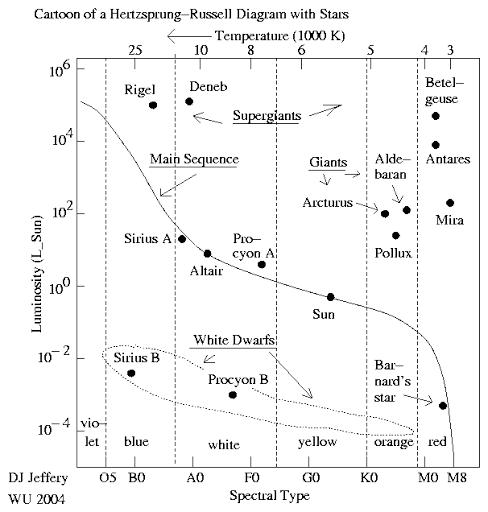 Cartoon of a Hertzsprung−Russell Diagram with Stars
Temperature (1000 K)
25 10 8 6 5 4 3
10^6
Rigel
Deneb
Betel−
geuse
Supergiants
10^4
Main Sequence
Giants
Alde−
baran
Antares
Arcturus
10^2
Mira
Sirius A
Pro−
cyon A
Pollux
Altair
Luminosity (L_Sun)
10^0
Sun
White Dwarfs
10^−2
Sirius B
Procyon B
Bar−
nard's
star
10^−4
vio−
let
blue
white
yellow
orange
red
DJ Jeffery
WU 2004
O5 B0 A0 F0 G0 K0 M0 M8
Spectral Type